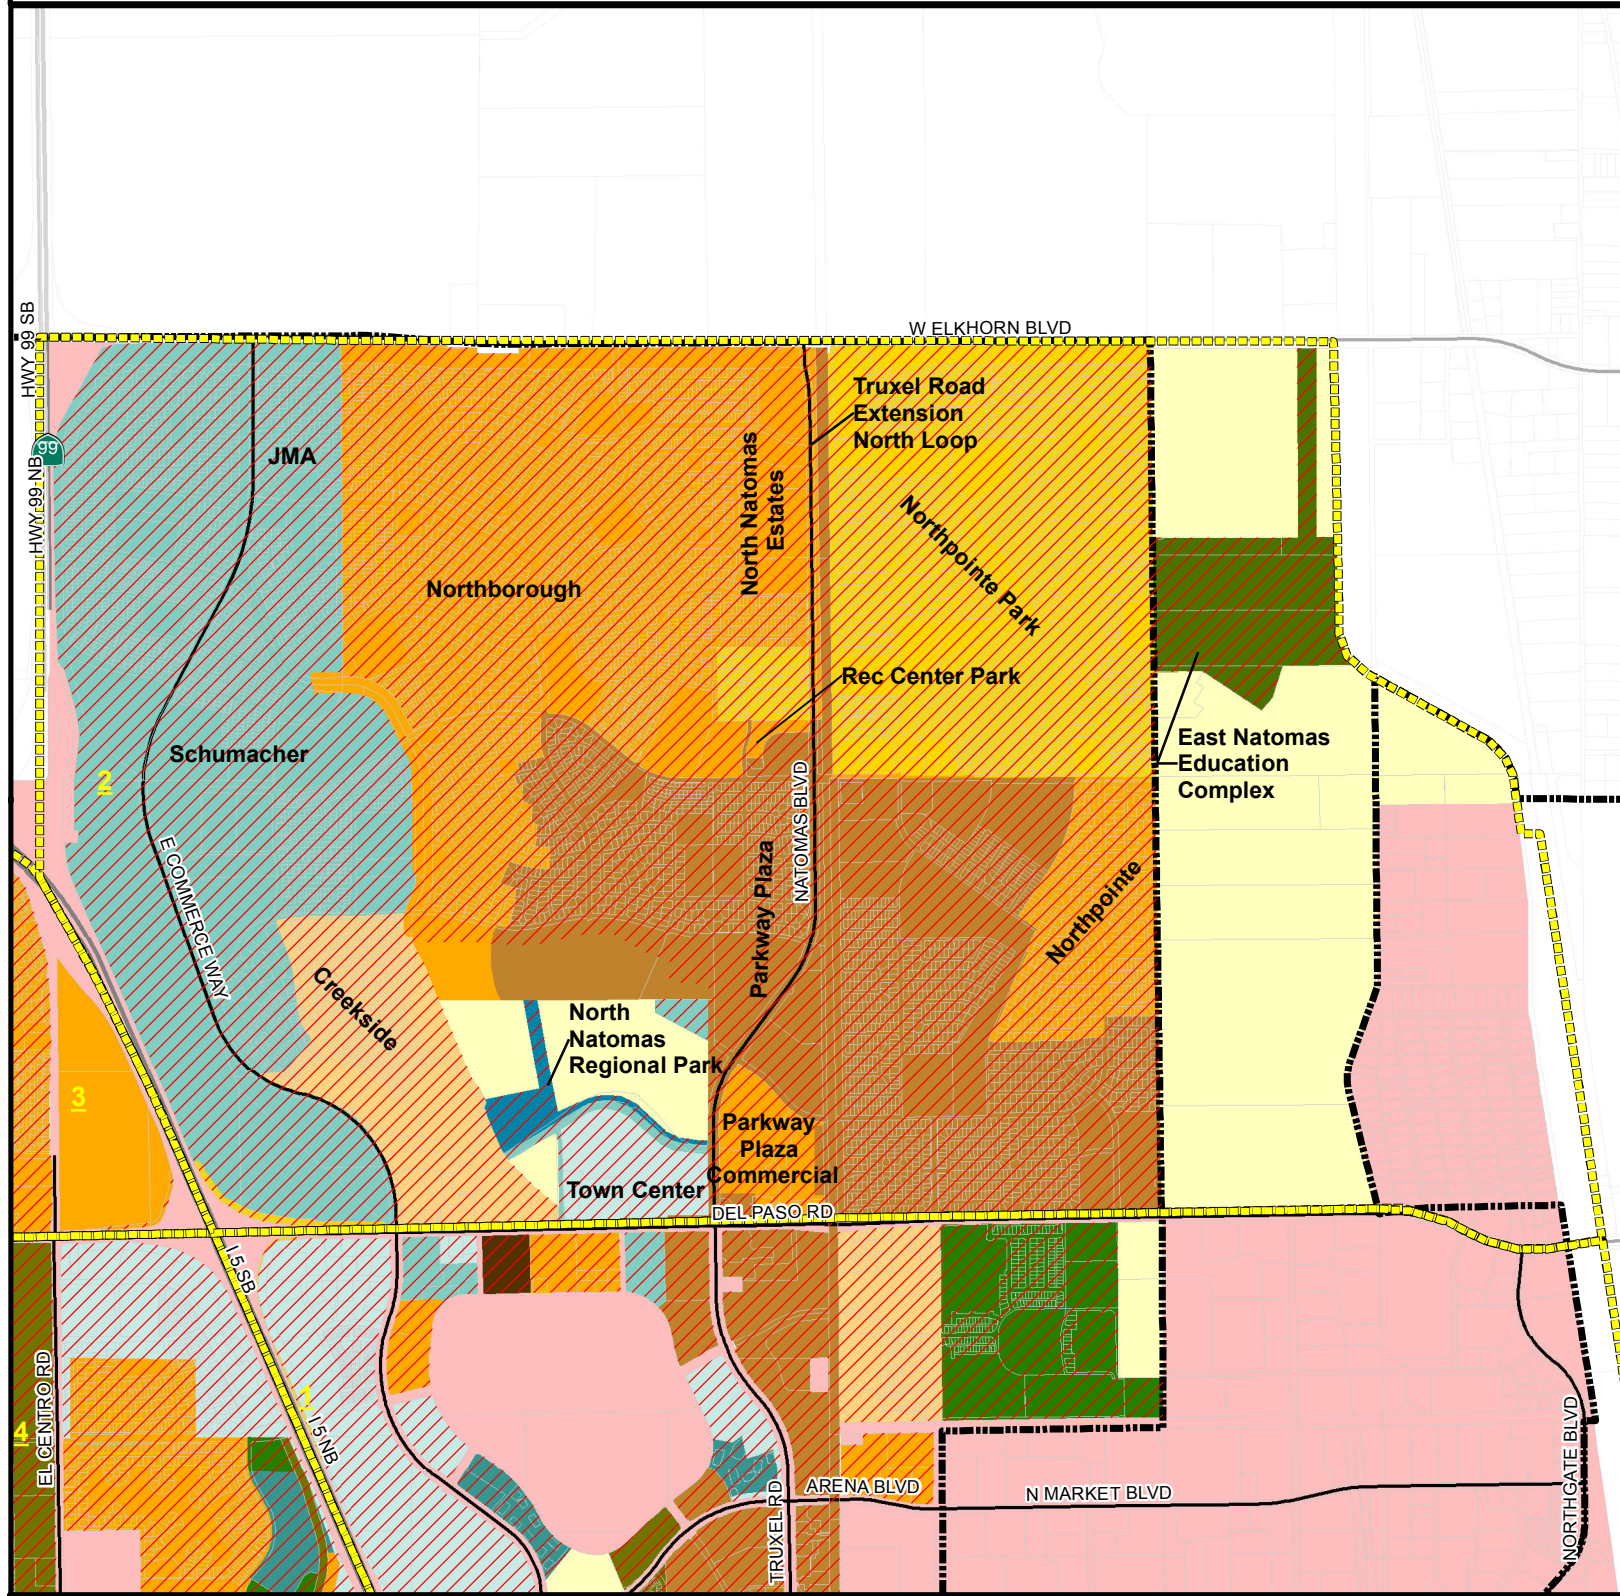 HWY 99 SB
W ELKHORN BLVD
Truxel Road
Extension
North Loop
99
JMA
HWY 99 NB
North Natomas
Estates
Northpointe Park
Northborough
Rec Center Park
East Natomas
Education
Complex
Schumacher
2
NATOMAS BLVD
E COMMERCE WAY
Parkway Plaza
Northpointe
Creekside
North
Natomas
Regional Park
3
Parkway
Plaza
Commercial
Town Center
DEL PASO RD
I 5 SB
1
I 5 NB
4
EL CENTRO RD
TRUXEL RD
ARENA BLVD
N MARKET BLVD
NORTHGATE BLVD